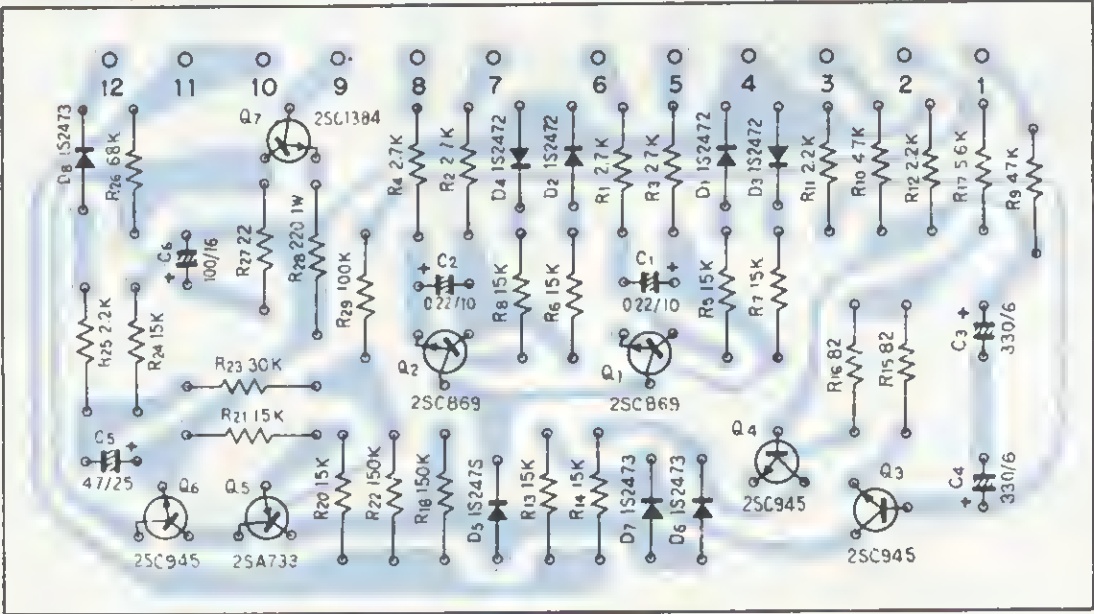 12 11 10 9 8 7 6 5 4 3 2 1
D8 1S2473
R26 68K
Q7
2SC1384
R4 2.7K
R2 2.7K
D4 1S2472
D2 1S2472
R1 2.7K
R3 2.7K
D1 1S2472
D3 1S2472
R11 2.2K
R10 4.7K
R12 2.2K
R17 5.6K
R9 47K
C6
100/16
+
R27 22
R28 220 1W
R29 100K
+
C2
0.22/10
R8 15K
R6 15K
C1
+
0.22/10
R5 15K
R7 15K
R25 2.2K
R24 15K
R23 30K
R21 15K
Q2
2SC869
Q1
2SC869
R16 82
R15 82
C3
+
330/6
C5
+
47/25
Q6
2SC945
Q5
2SA733
R20 15K
R22 150K
R18 150K
D5 1S247S
R13 15K
R14 15K
D7 1S2473
D6 1S2473
Q4
2SC945
Q3
2SC945
C4
+
330/6